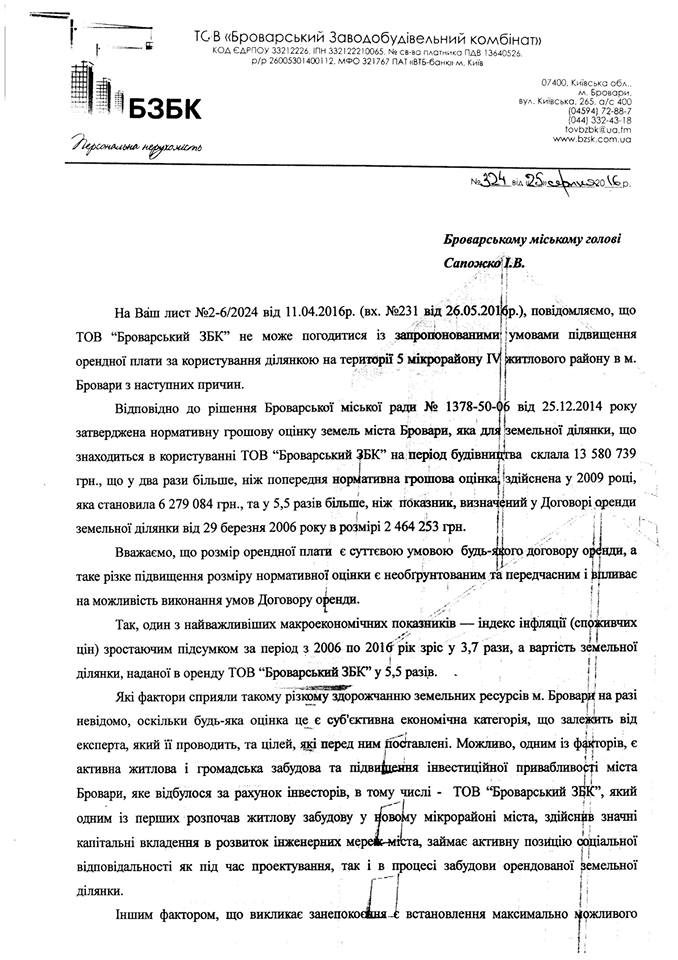 ТОВ «Броварський Заводобудівельний комбінат»
КОД ЄДРПОУ 33212226, ІПН 332122210065, № св-ва платника ПДВ 13640526,
р/р 26005301400112, МФО 321767 ПАТ «ВТБ-банк» м. Київ
БЗБК
Персональна нерухомість
07400, Київська обл.,
м. Бровари,
вул. Київська, 265, а/с 400
(04594) 72-88-7
(044) 332-43-18
tovbzbk@ua.fm
www.bzsk.com.ua
№ 324 від «25» серпня 2016 р.
Броварському міському голові
Сапожко І.В.
На Ваш лист №2-6/2024 від 11.04.2016р. (вх. №231 від 26.05.2016р.), повідомляємо, що
ТОВ “Броварський ЗБК” не може погодитися із запропонованими умовами підвищення
орендної плати за користування ділянкою на території 5 мікрорайону IV житлового району в м.
Бровари з наступних причин.
Відповідно до рішення Броварської міської ради № 1378-50-06 від 25.12.2014 року
затверджена нормативну грошову оцінку земель міста Бровари, яка для земельної ділянки, що
знаходиться в користуванні ТОВ “Броварський ЗБК” на період будівництва склала 13 580 739
грн., що у два рази більше, ніж попередня нормативна грошова оцінка, здійснена у 2009 році,
яка становила 6 279 084 грн., та у 5,5 разів більше, ніж показник, визначений у Договорі оренди
земельної ділянки від 29 березня 2006 року в розмірі 2 464 253 грн.
Вважаємо, що розмір орендної плати є суттєвою умовою будь-якого договору оренди, а
таке різке підвищення розміру нормативної оцінки є необґрунтованим та передчасним і впливає
на можливість виконання умов Договору оренди.
Так, один з найважливіших макроекономічних показників — індекс інфляції (споживчих
цін) зростаючим підсумком за період з 2006 по 2016 рік зріс у 3,7 рази, а вартість земельної
ділянки, наданої в оренду ТОВ “Броварський ЗБК” у 5,5 разів.
Які фактори сприяли такому різкому здорожчанню земельних ресурсів м. Бровари на разі
невідомо, оскільки будь-яка оцінка це є суб'єктивна економічна категорія, що залежить від
експерта, який її проводить, та цілей, які перед ним поставлені. Можливо, одним із факторів, є
активна житлова і громадська забудова та підвищення інвестиційної привабливості міста
Бровари, яке відбулося за рахунок інвесторів, в тому числі - ТОВ “Броварський ЗБК”, який
одним із перших розпочав житлову забудову у новому мікрорайоні міста, здійснив значні
капітальні вкладення в розвиток інженерних мереж міста, займає активну позицію соціальної
відповідальності як під час проектування, так і в процесі забудови орендованої земельної
ділянки.
Іншим фактором, що викликає занепокоєння є встановлення максимально можливого